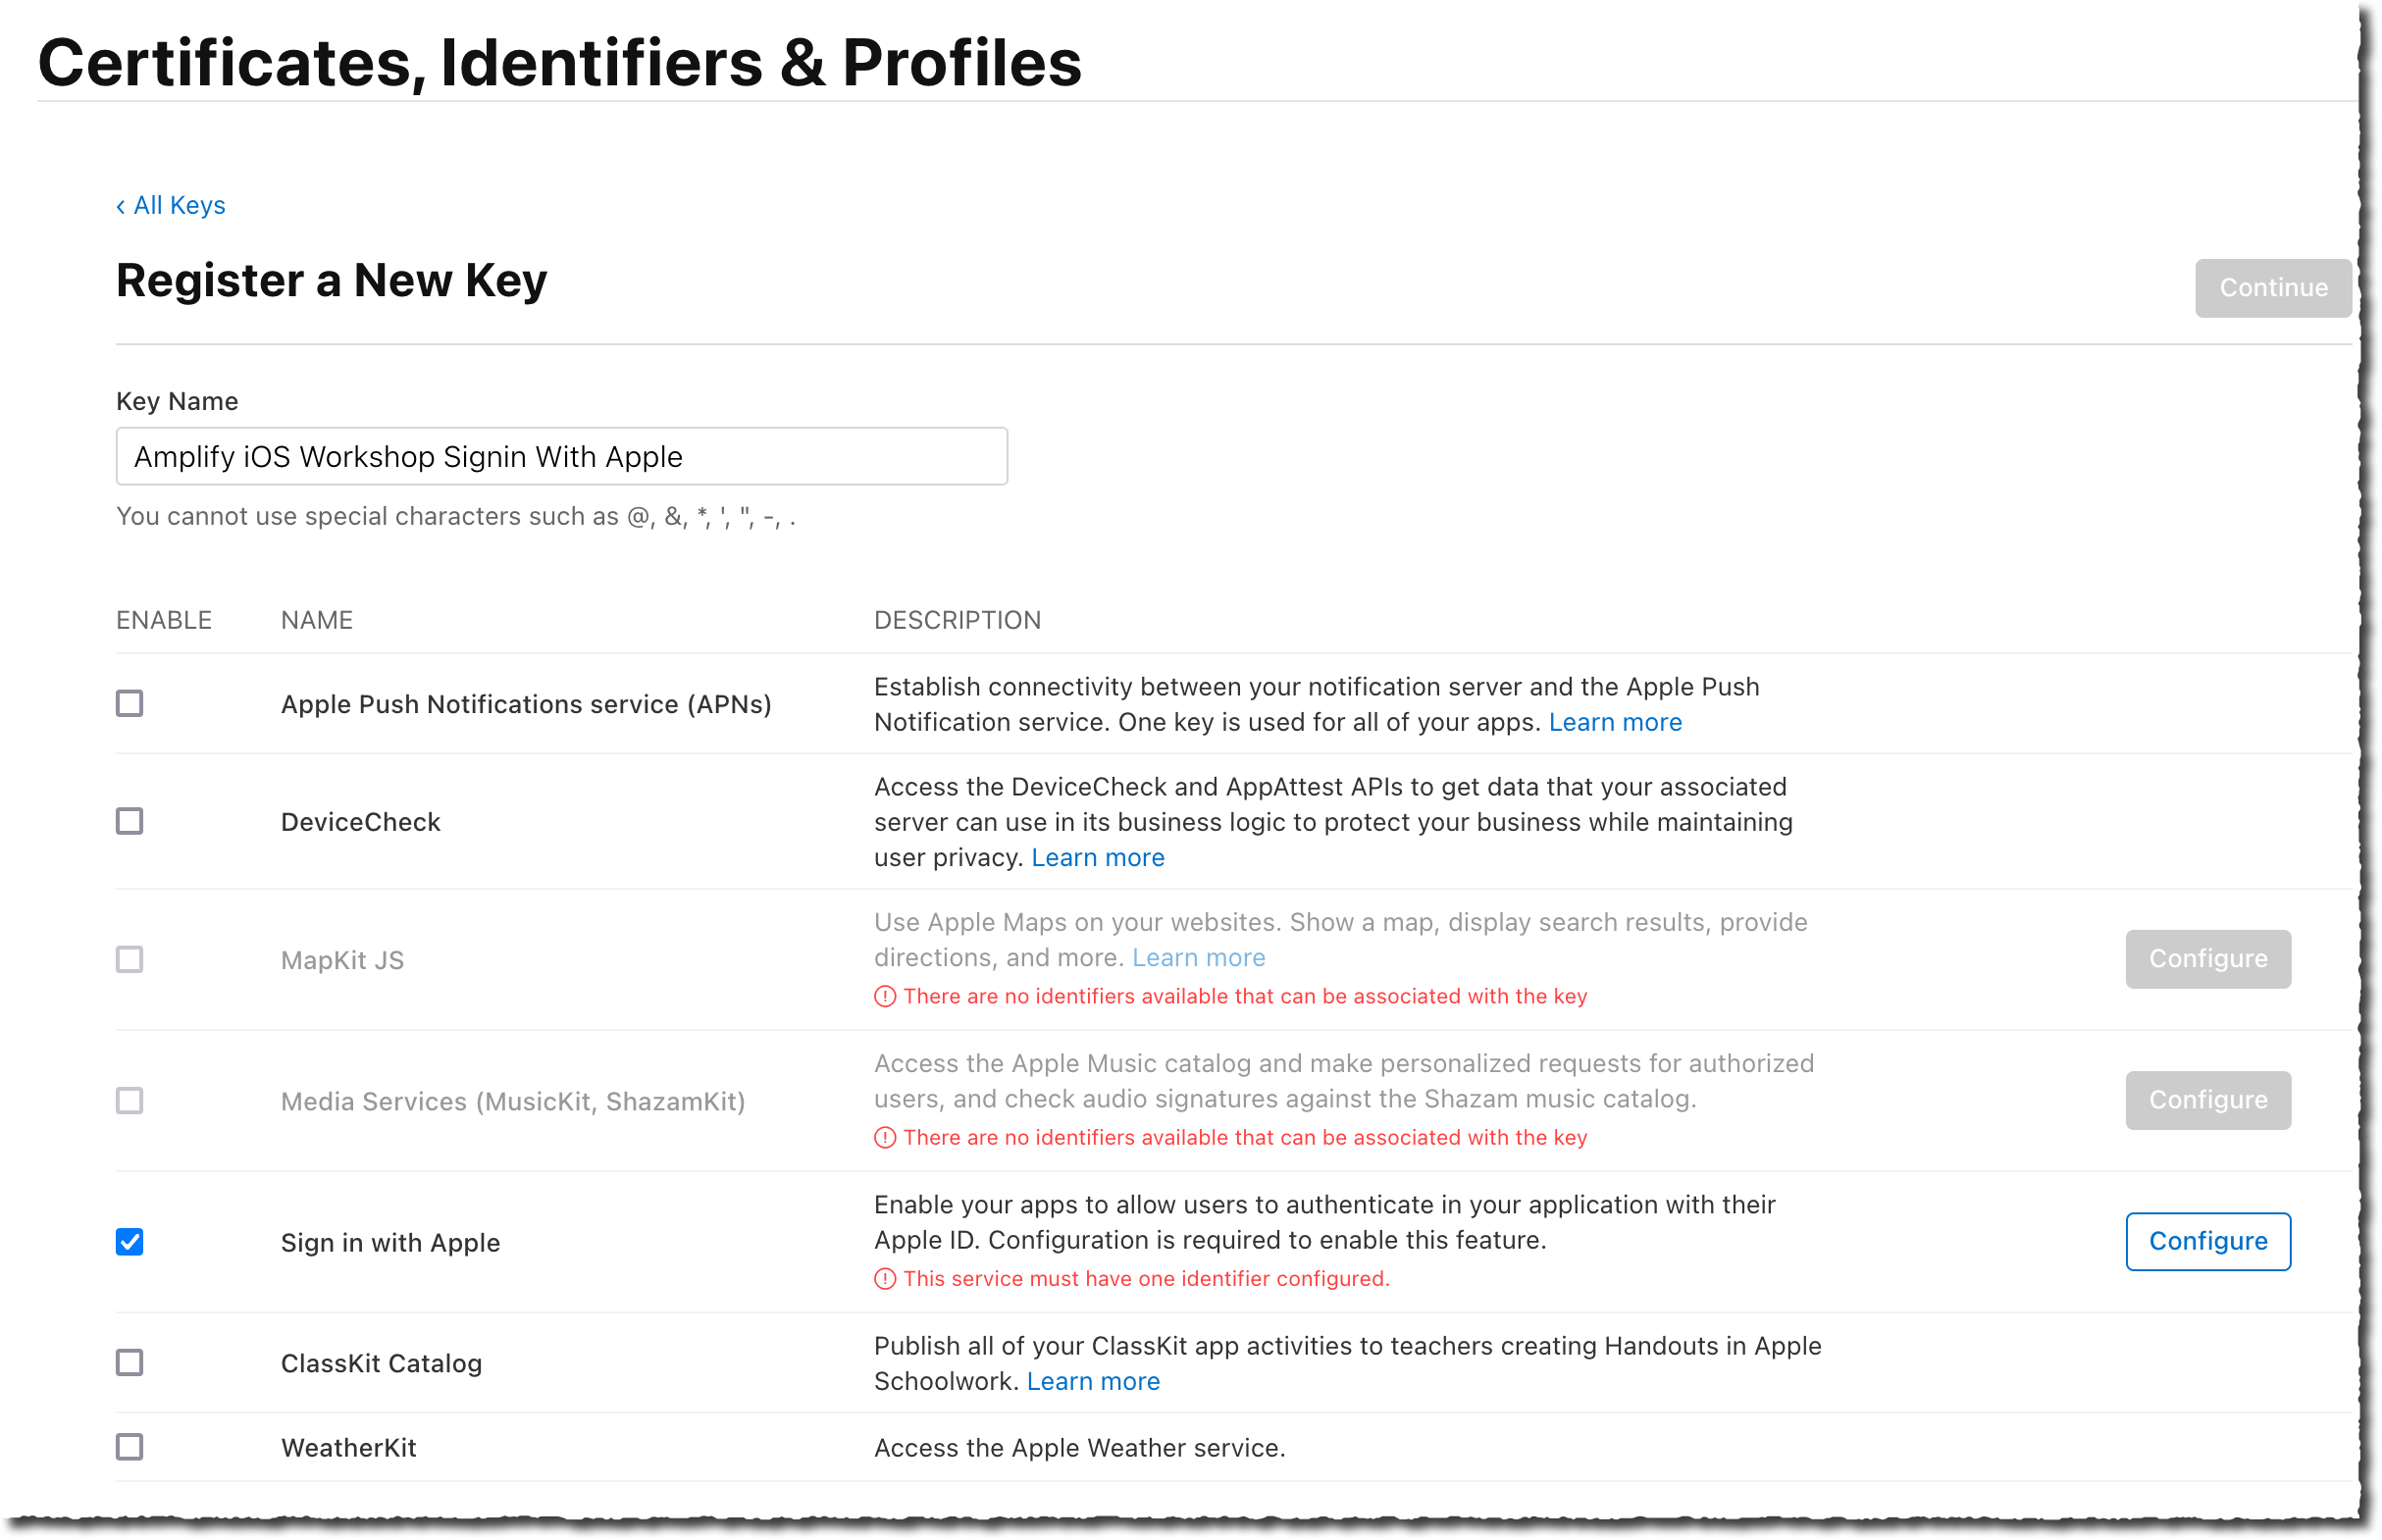 Certificates, Identifiers & Profiles
‹ All Keys
Register a New Key
Continue
Key Name
Amplify iOS Workshop Signin With Apple
You cannot use special characters such as @, &, *, ', ", -, .
ENABLE NAME DESCRIPTION
Apple Push Notifications service (APNs)
Establish connectivity between your notification server and the Apple Push
Notification service. One key is used for all of your apps. Learn more
DeviceCheck
Access the DeviceCheck and AppAttest APIs to get data that your associated
server can use in its business logic to protect your business while maintaining
user privacy. Learn more
MapKit JS
Use Apple Maps on your websites. Show a map, display search results, provide
directions, and more. Learn more
There are no identifiers available that can be associated with the key
Configure
Media Services (MusicKit, ShazamKit)
Access the Apple Music catalog and make personalized requests for authorized
users, and check audio signatures against the Shazam music catalog.
There are no identifiers available that can be associated with the key
Configure
Sign in with Apple
Enable your apps to allow users to authenticate in your application with their
Apple ID. Configuration is required to enable this feature.
This service must have one identifier configured.
Configure
ClassKit Catalog
Publish all of your ClassKit app activities to teachers creating Handouts in Apple
Schoolwork. Learn more
WeatherKit
Access the Apple Weather service.